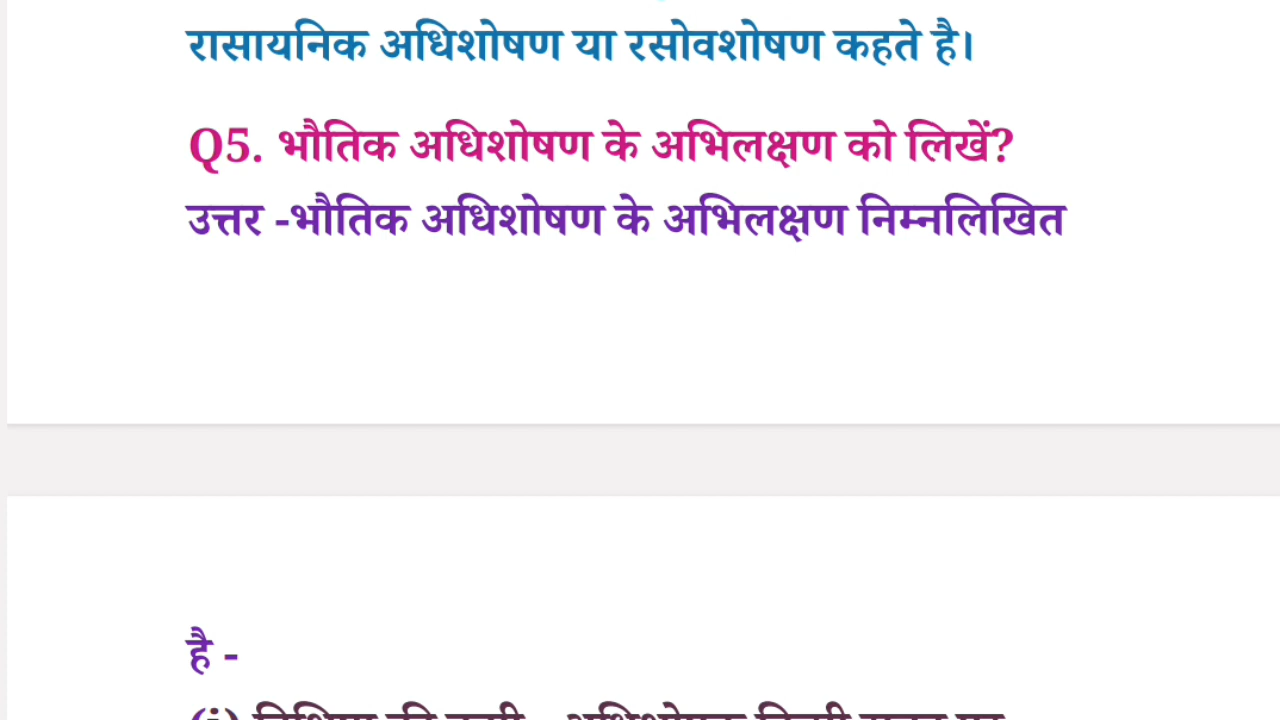 रासायनिक अधिशोषण या रसोवशोषण कहते है।
Q5. भौतिक अधिशोषण के अभिलक्षण को लिखें?
उत्तर -भौतिक अधिशोषण के अभिलक्षण निम्नलिखित
है -